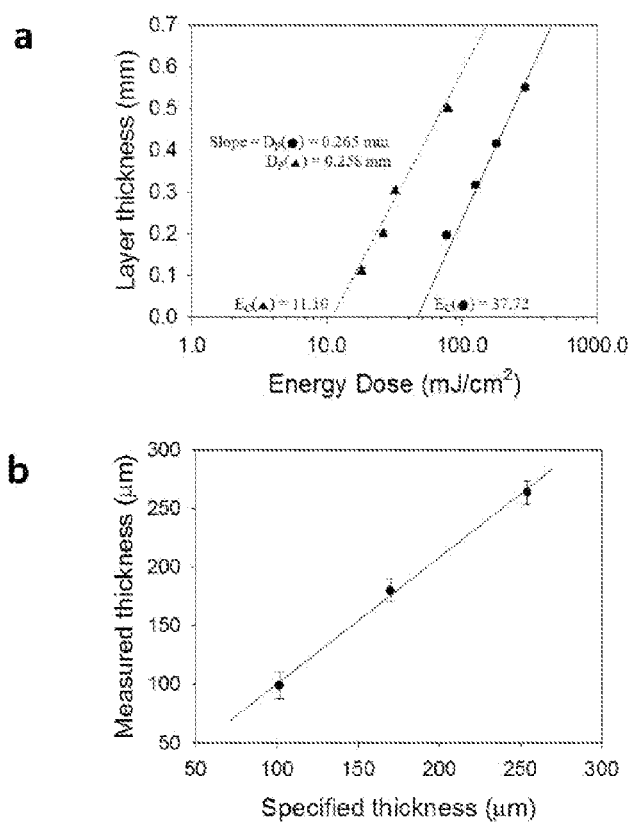 a
0.7
0.6
0.5
0.4
0.3
0.2
0.1
0.0
Layer thickness (mm)
Slope = Dₚ(●) = 0.265 mm
Dₚ(▲) = 0.258 mm
E_C(▲) = 11.10
E_C(●) = 37.72
1.0 10.0 100.0 1000.0
Energy Dose (mJ/cm²)
b
300
250
200
150
100
50
Measured thickness (μm)
50 100 150 200 250 300
Specified thickness (μm)